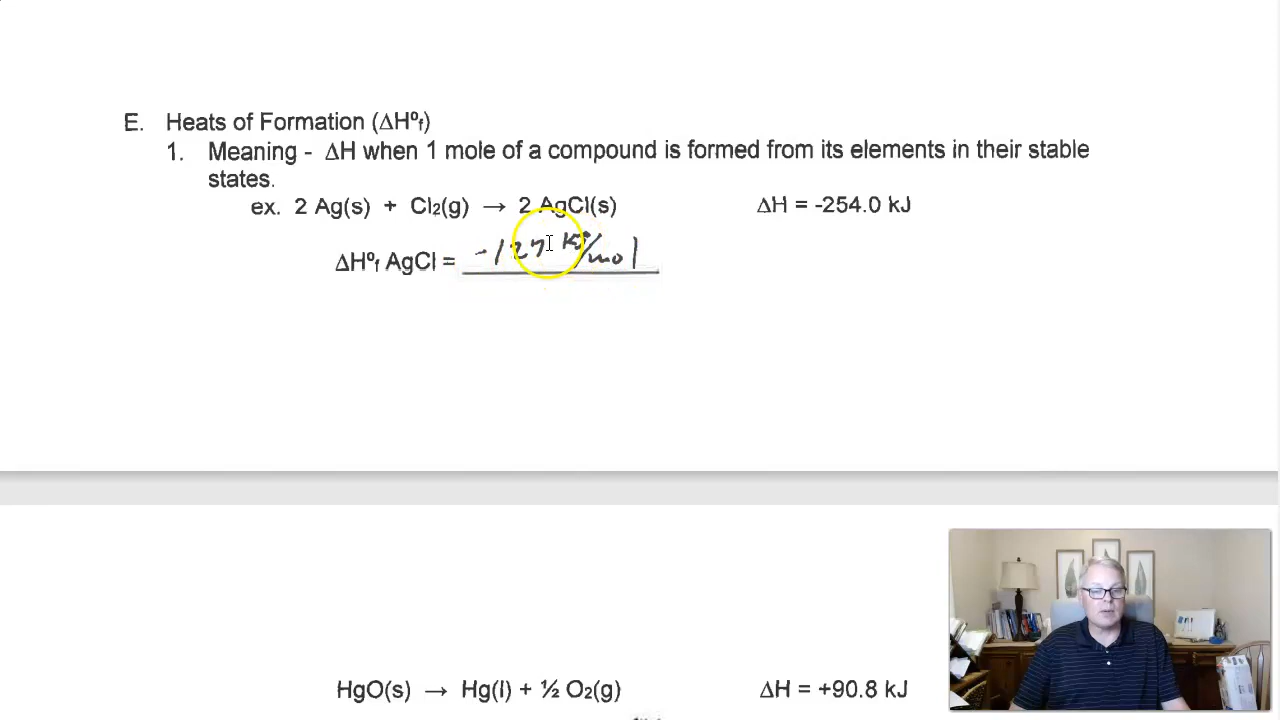 E. Heats of Formation (ΔHºf)
1. Meaning - ΔH when 1 mole of a compound is formed from its elements in their stable
states.
ex. 2 Ag(s) + Cl₂(g) → 2 AgCl(s) ΔH = -254.0 kJ
ΔHºf AgCl = -127 kJ/mol
HgO(s) → Hg(l) + ½ O₂(g) ΔH = +90.8 kJ